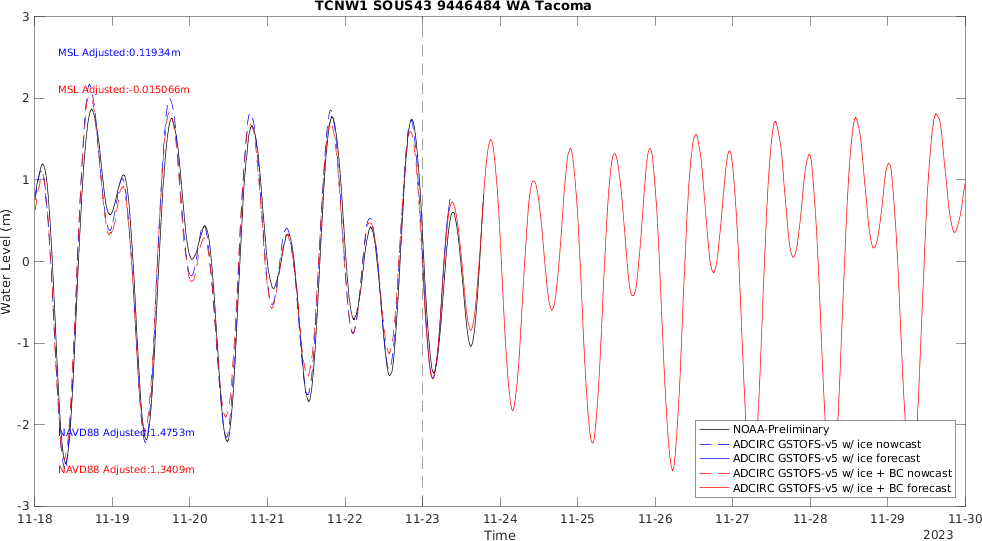 TCNW1 SOUS43 9446484 WA Tacoma
3
MSL Adjusted:0.11934m
MSL Adjusted:-0.015066m
2
1
Water Level (m)
0
-1
-2
NAVD88 Adjusted:1.4753m
NAVD88 Adjusted:1.3409m
-3
NOAA-Preliminary
ADCIRC GSTOFS-v5 w/ ice nowcast
ADCIRC GSTOFS-v5 w/ ice forecast
ADCIRC GSTOFS-v5 w/ ice + BC nowcast
ADCIRC GSTOFS-v5 w/ ice + BC forecast
11-18 11-19 11-20 11-21 11-22 11-23 11-24 11-25 11-26 11-27 11-28 11-29 11-30
Time
2023